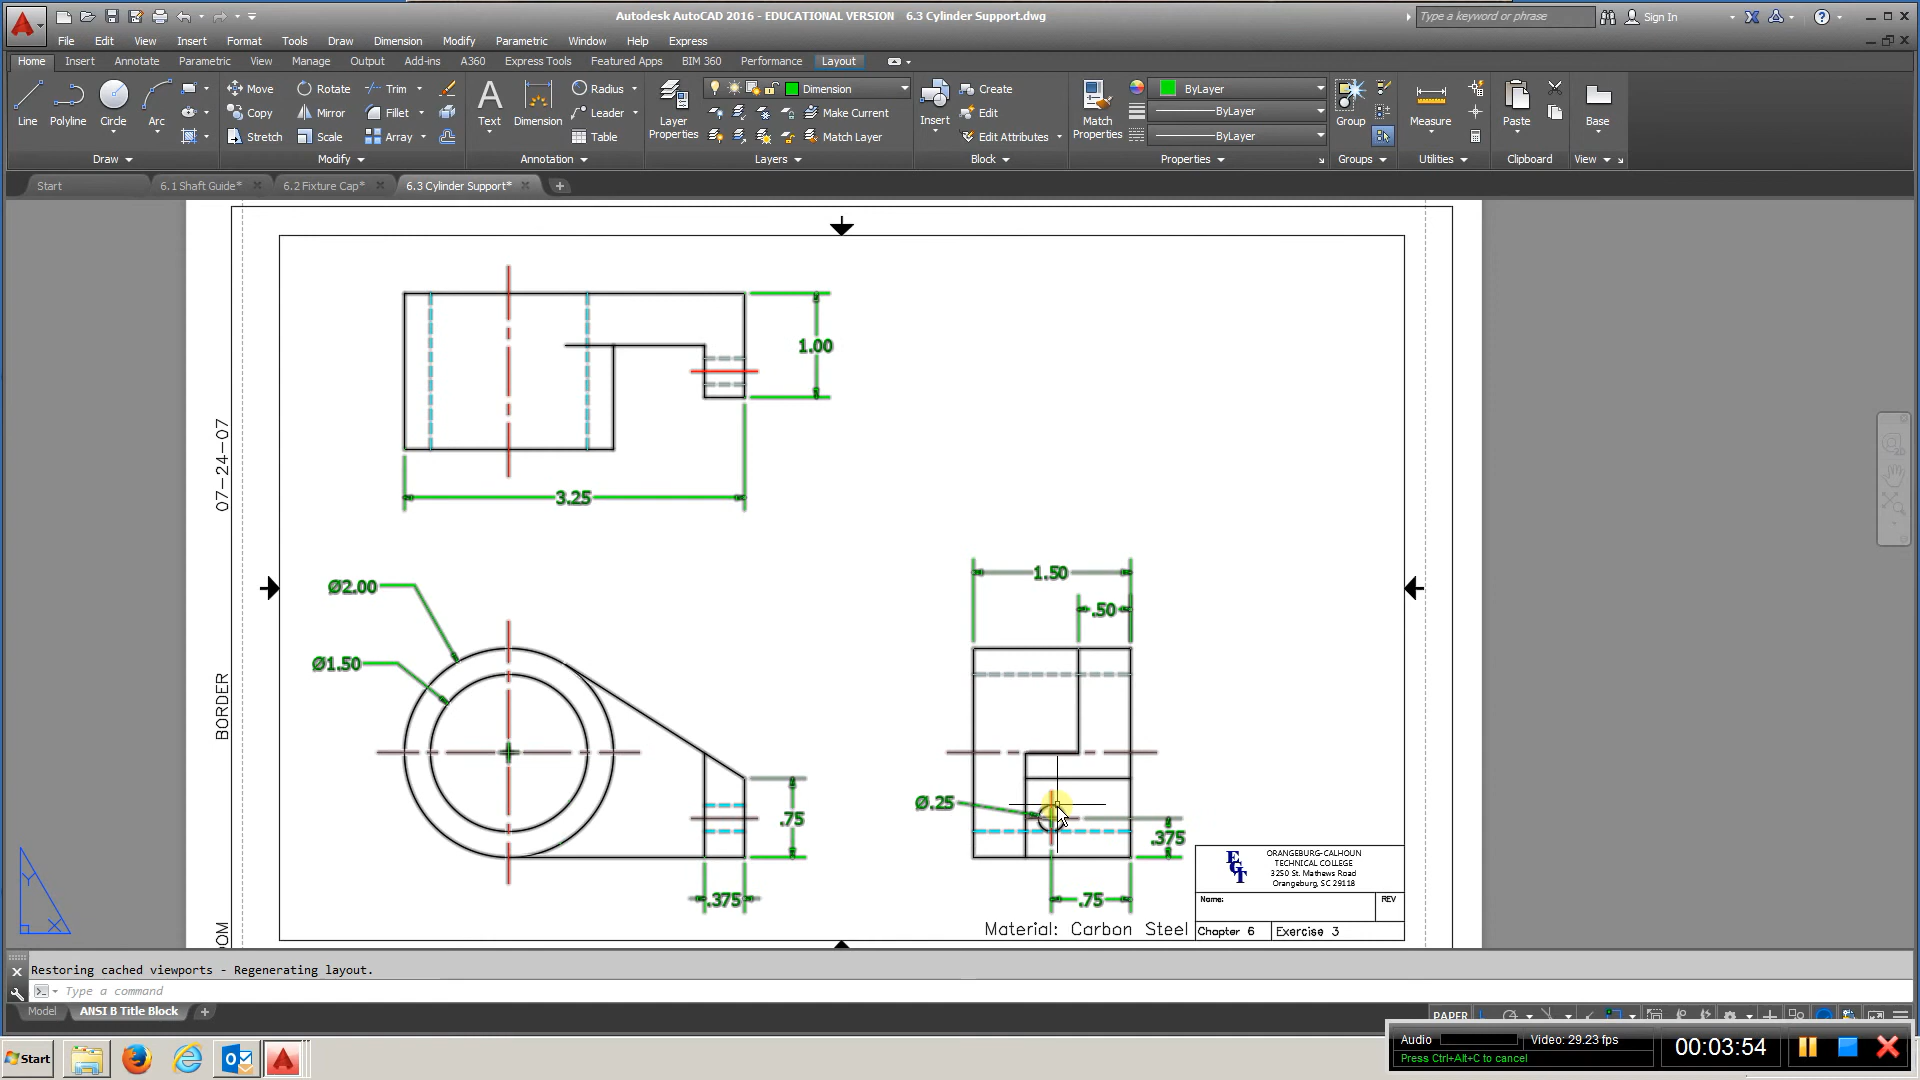 Autodesk AutoCAD 2016 - EDUCATIONAL VERSION 6.3 Cylinder Support.dwg
Type a keyword or phrase
Sign In
File Edit View Insert Format Tools Draw Dimension Modify Parametric Window Help Express
Home Insert Annotate Parametric View Manage Output Add-ins A360 Express Tools Featured Apps BIM 360 Performance Layout
Line
Polyline
Circle
Arc
Move
Copy
Stretch
Rotate
Mirror
Scale
Trim
Fillet
Array
Text
Dimension
Radius
Leader
Table
Layer Properties
Dimension
Make Current
Match Layer
Insert
Create
Edit
Edit Attributes
Match Properties
ByLayer
ByLayer
ByLayer
Group
Measure
Paste
Base
Draw
Modify
Annotation
Layers
Block
Properties
Groups
Utilities
Clipboard
View
Start
6.1 Shaft Guide*
6.2 Fixture Cap*
6.3 Cylinder Support*
1.00
3.25
07-24-07
BORDER
OOM
Ø2.00
Ø1.50
.75
.375
1.50
.50
Ø.25
.375
.75
Material: Carbon Steel
ECT
ORANGEBURG-CALHOUN
TECHNICAL COLLEGE
3250 St. Mathews Road
Orangeburg, SC 29118
Name:
REV
Chapter 6
Exercise 3
Y
X
Restoring cached viewports - Regenerating layout.
Type a command
Model
ANSI B Title Block
PAPER
Start
Audio
Video: 29.23 fps
Press Ctrl+Alt+C to cancel
00:03:54